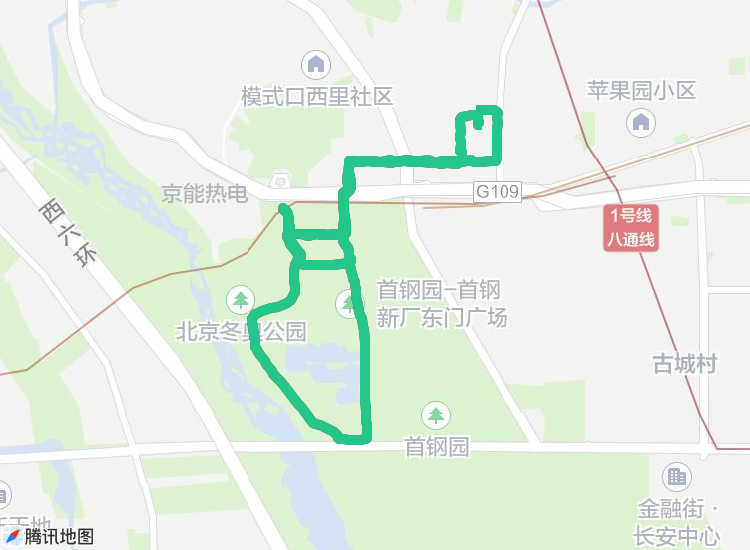 模式口西里社区
苹果园小区
京能热电
G109
1号线
八通线
西六环
首钢园-首钢
新厂东门广场
北京冬奥公园
古城村
首钢园
金融街·
长安中心
腾讯地图